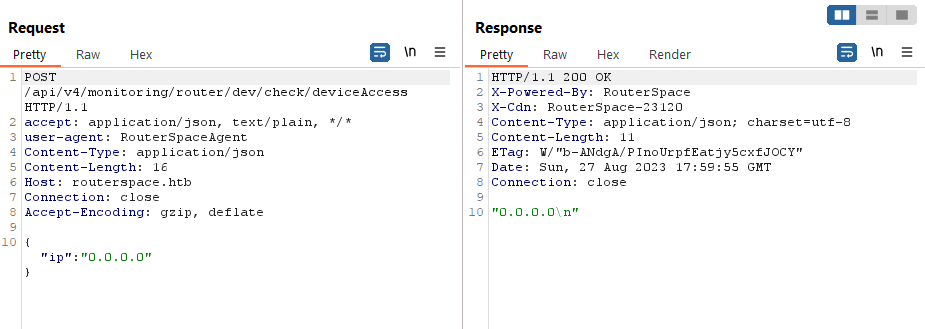 Request
Pretty Raw Hex
\n
1 POST
/api/v4/monitoring/router/dev/check/deviceAccess
HTTP/1.1
2 accept: application/json, text/plain, */*
3 user-agent: RouterSpaceAgent
4 Content-Type: application/json
5 Content-Length: 16
6 Host: routerspace.htb
7 Connection: close
8 Accept-Encoding: gzip, deflate
9
10 {
"ip":"0.0.0.0"
}
Response
Pretty Raw Hex Render
\n
1 HTTP/1.1 200 OK
2 X-Powered-By: RouterSpace
3 X-Cdn: RouterSpace-23120
4 Content-Type: application/json; charset=utf-8
5 Content-Length: 11
6 ETag: W/"b-ANdgA/PInoUrpfEatjy5cxfJOCY"
7 Date: Sun, 27 Aug 2023 17:59:55 GMT
8 Connection: close
9
10 "0.0.0.0\n"